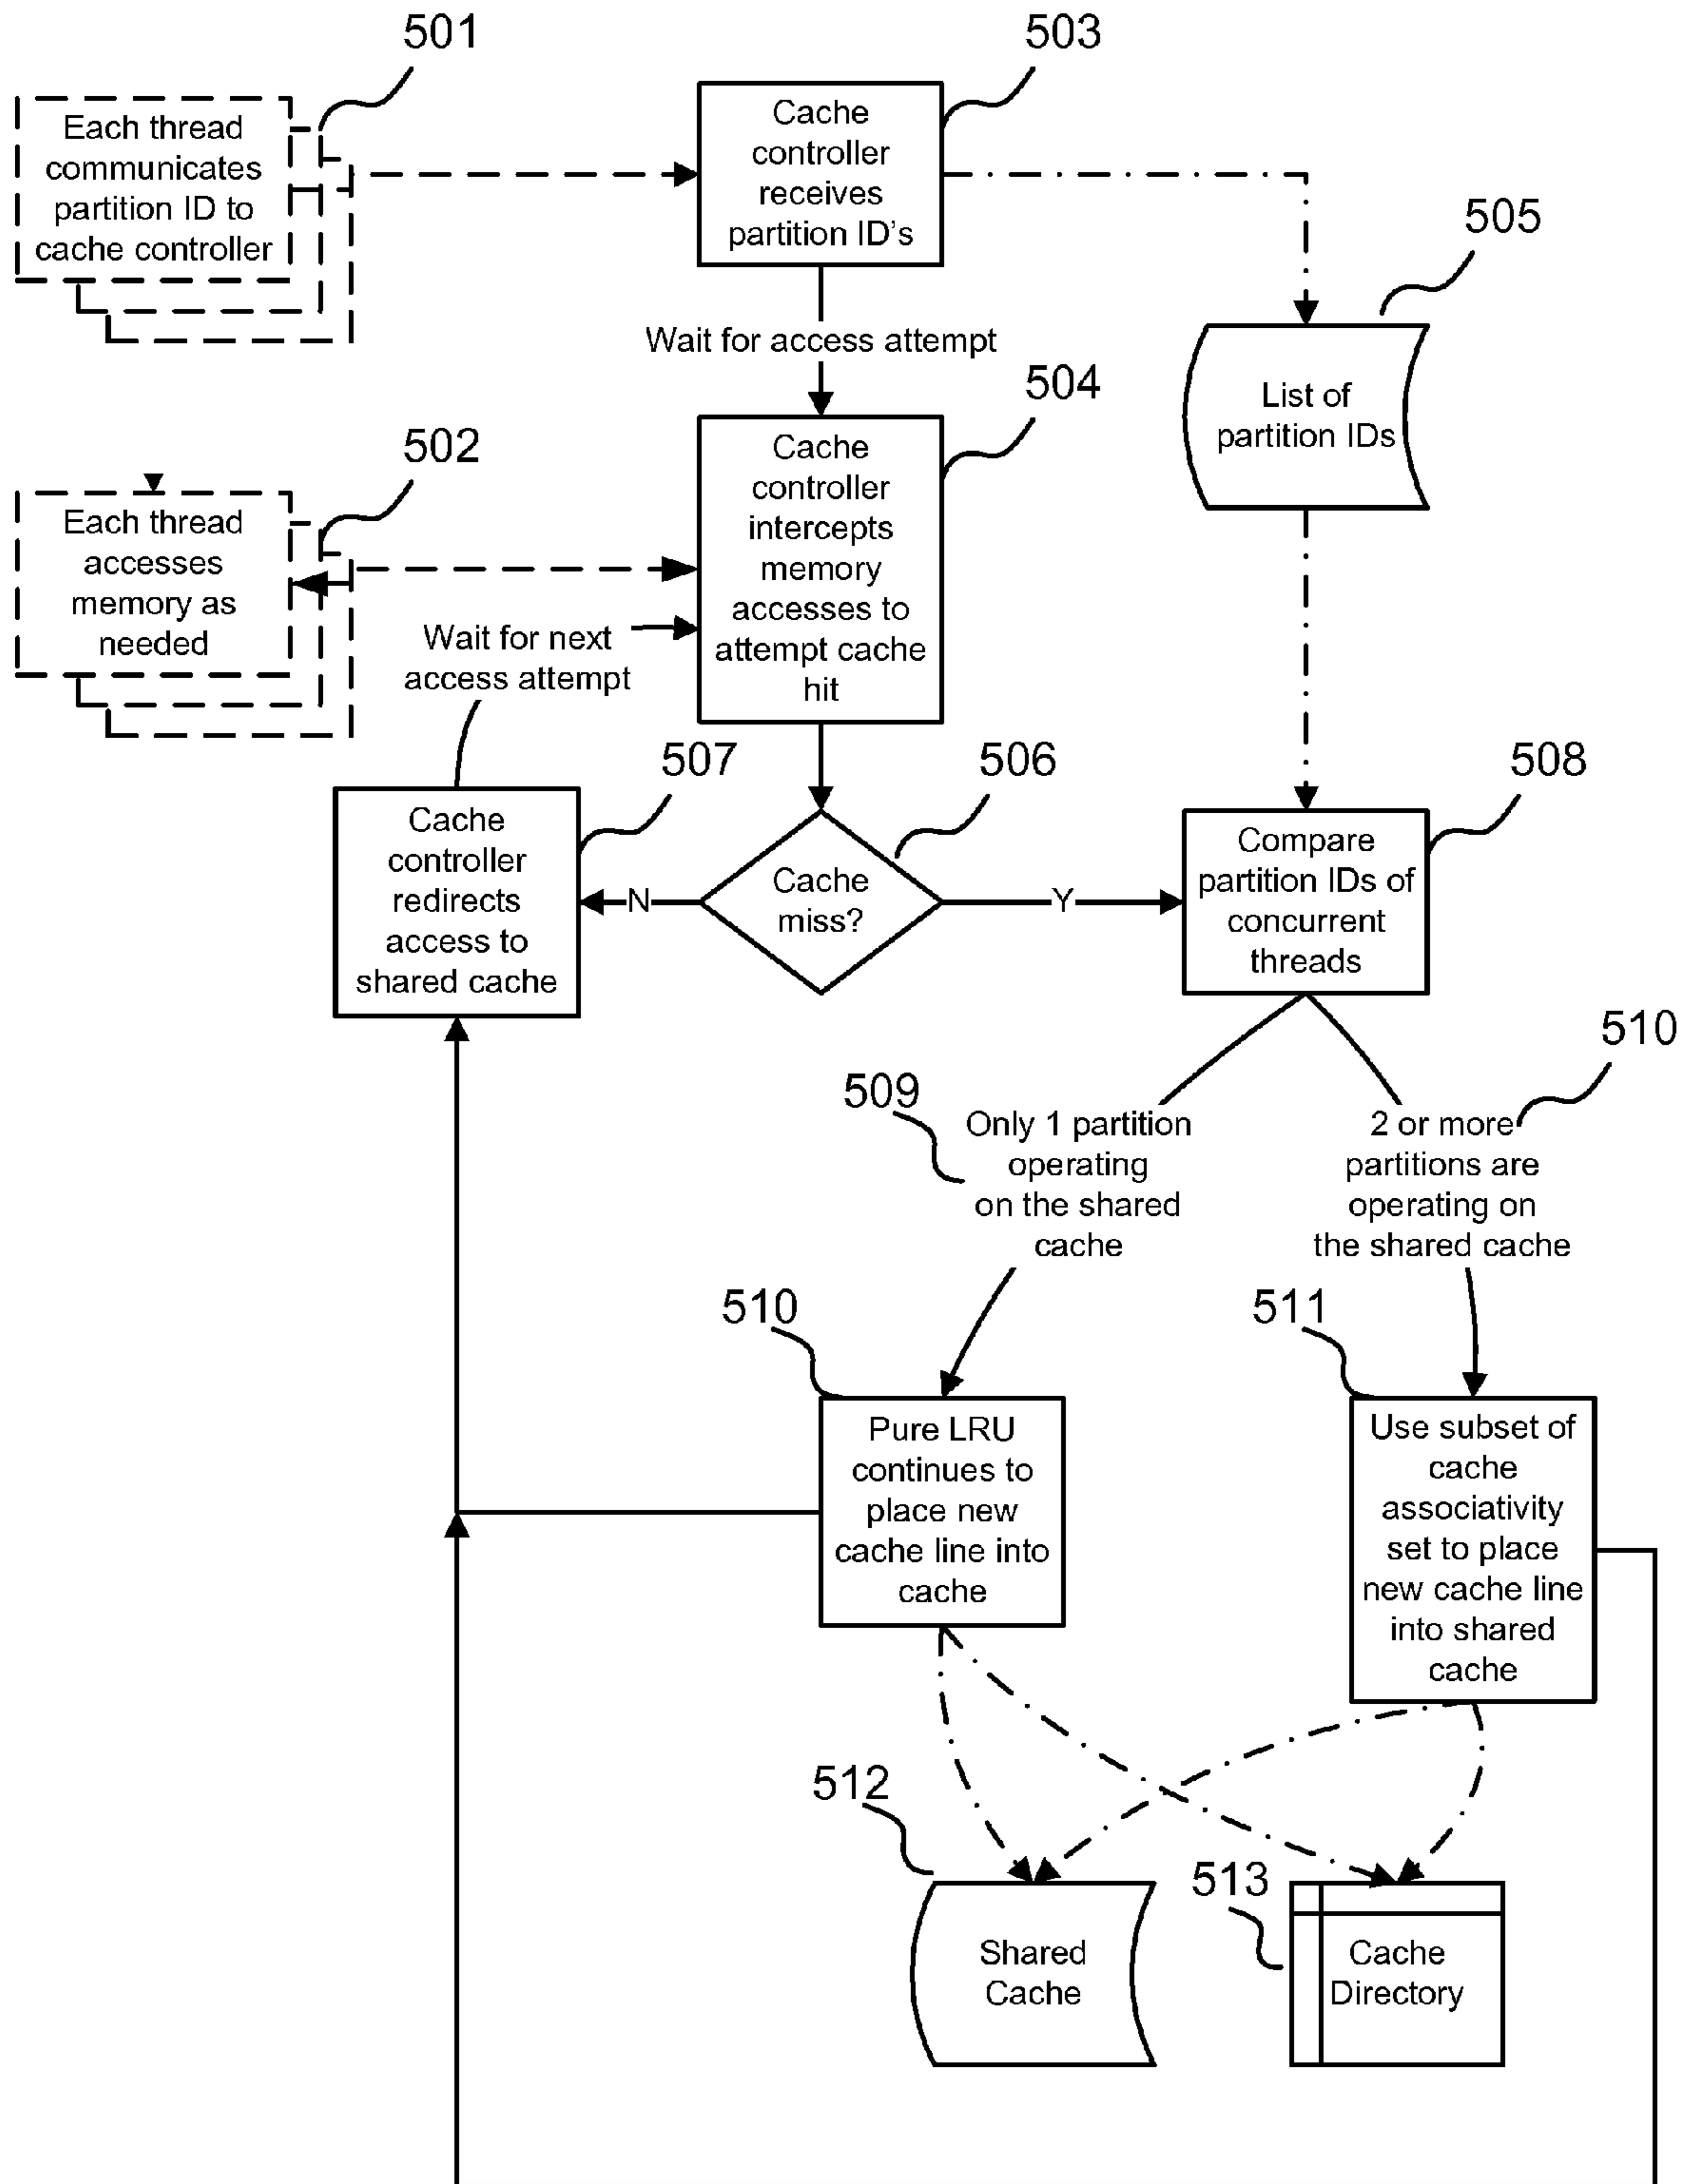 501
Each thread
communicates
partition ID to
cache controller
503
Cache
controller
receives
partition ID's
505
List of
partition IDs
Wait for access attempt
504
Cache
controller
intercepts
memory
accesses to
attempt cache
hit
502
Each thread
accesses
memory as
needed
Wait for next
access attempt
507
Cache
controller
redirects
access to
shared cache
506
Cache
miss?
N
Y
508
Compare
partition IDs of
concurrent
threads
509
Only 1 partition
operating
on the shared
cache
510
2 or more
partitions are
operating on
the shared cache
510
Pure LRU
continues to
place new
cache line into
cache
511
Use subset of
cache
associativity
set to place
new cache line
into shared
cache
512
Shared
Cache
513
Cache
Directory